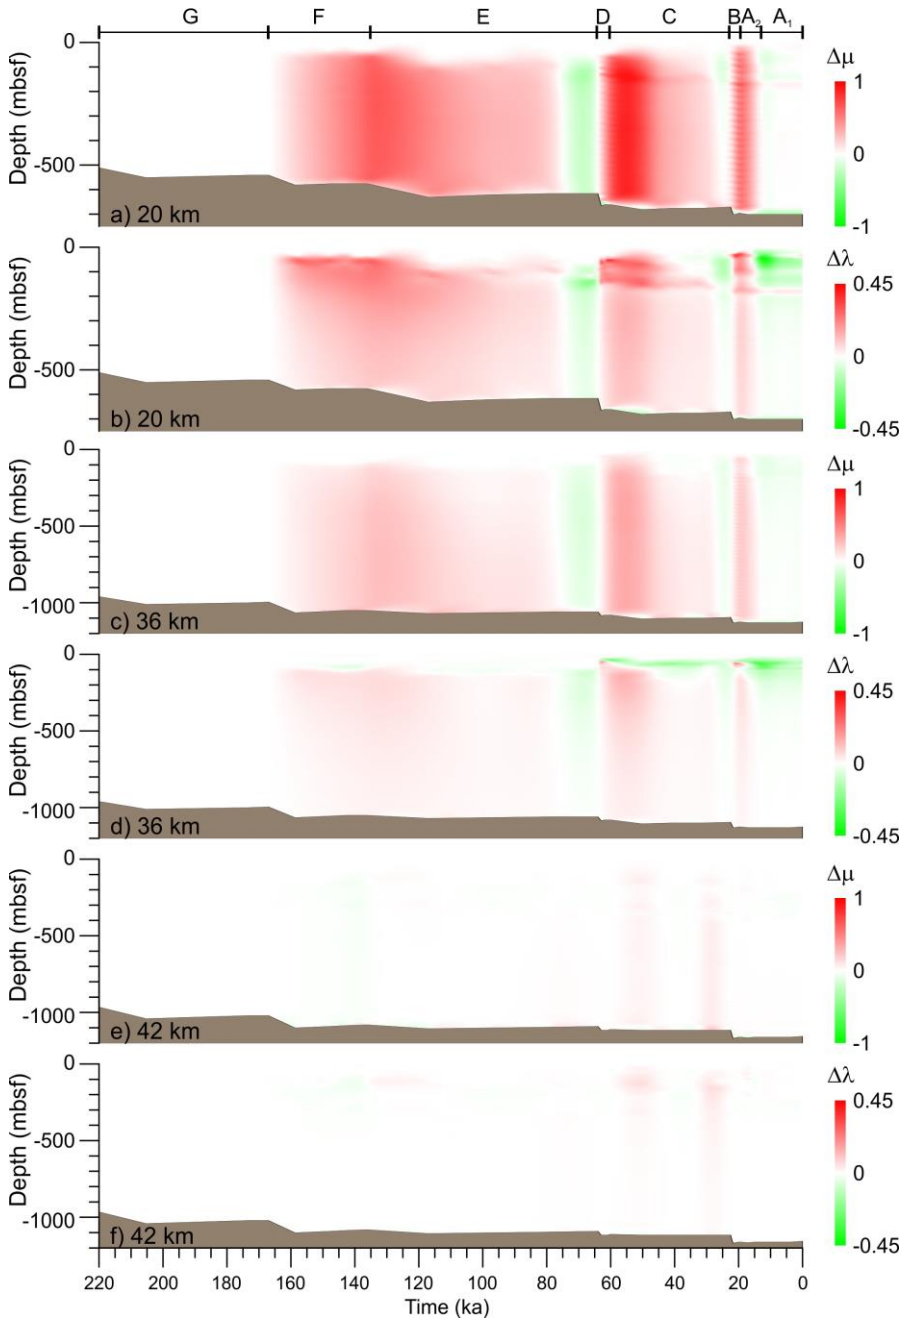 G F E D C B A₂ A₁
Depth (mbsf)
0
-500
a) 20 km
Δμ
1
0
-1
Depth (mbsf)
0
-500
b) 20 km
Δλ
0.45
0
-0.45
Depth (mbsf)
0
-500
-1000
c) 36 km
Δμ
1
0
-1
Depth (mbsf)
0
-500
-1000
d) 36 km
Δλ
0.45
0
-0.45
Depth (mbsf)
0
-500
-1000
e) 42 km
Δμ
1
0
-1
Depth (mbsf)
0
-500
-1000
f) 42 km
Δλ
0.45
0
-0.45
220 200 180 160 140 120 100 80 60 40 20 0
Time (ka)